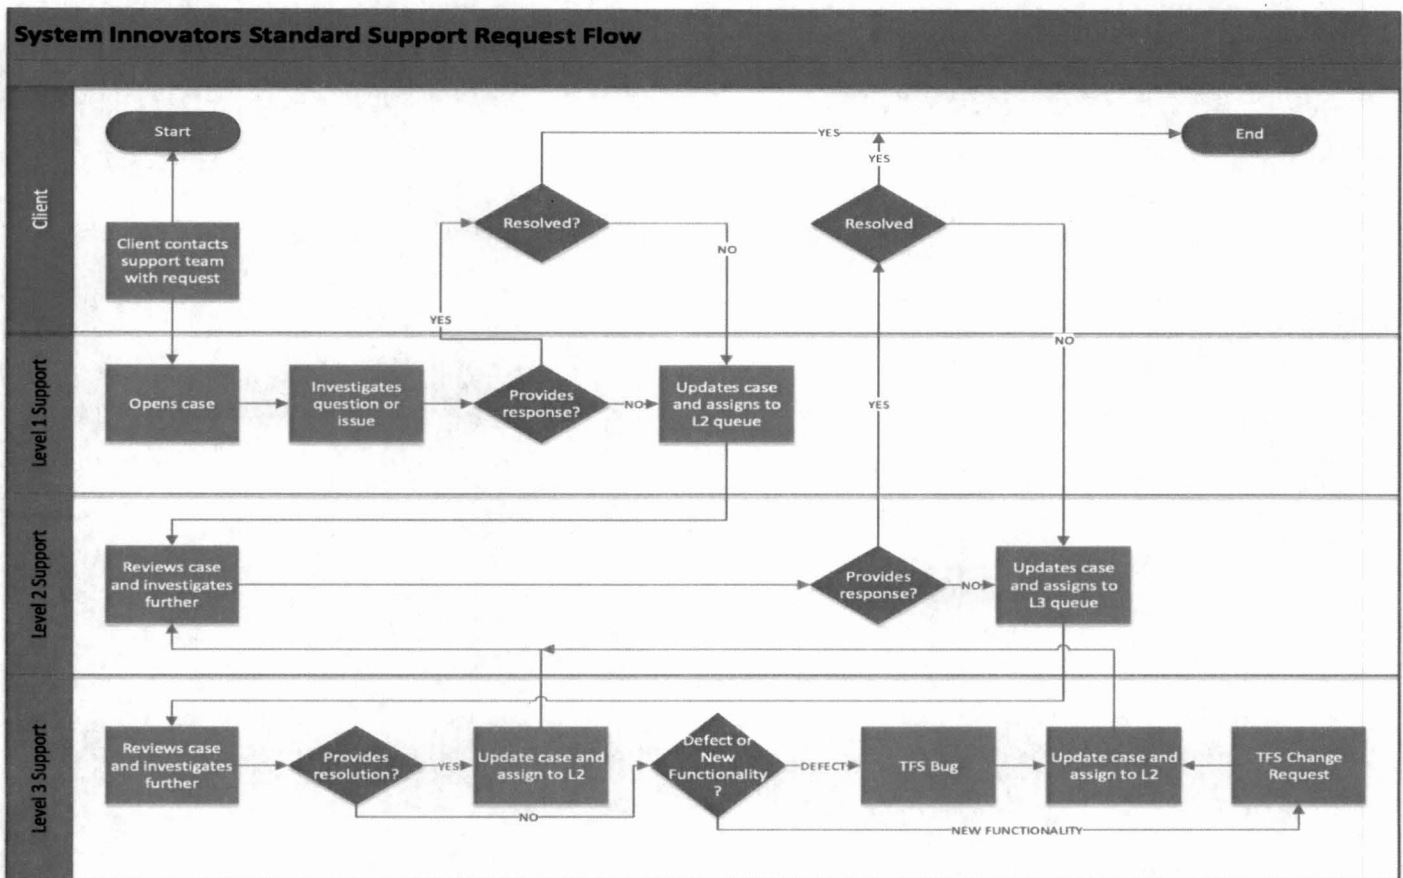 System Innovators Standard Support Request Flow
Client
Start
YES
End
YES
Resolved?
Resolved
Client contacts
support team
with request
NO
YES
NO
Level 1 Support
Opens case
Investigates
question or
issue
Provides
response?
NO
Updates case
and assigns to
L2 queue
YES
Level 2 Support
Reviews case
and investigates
further
Provides
response?
NO
Updates case
and assigns to
L3 queue
Level 3 Support
Reviews case
and investigates
further
Provides
resolution?
YES
Update case and
assign to L2
Defect or
New
Functionality
?
DEFECT
TFS Bug
Update case and
assign to L2
TFS Change
Request
NO
NEW FUNCTIONALITY